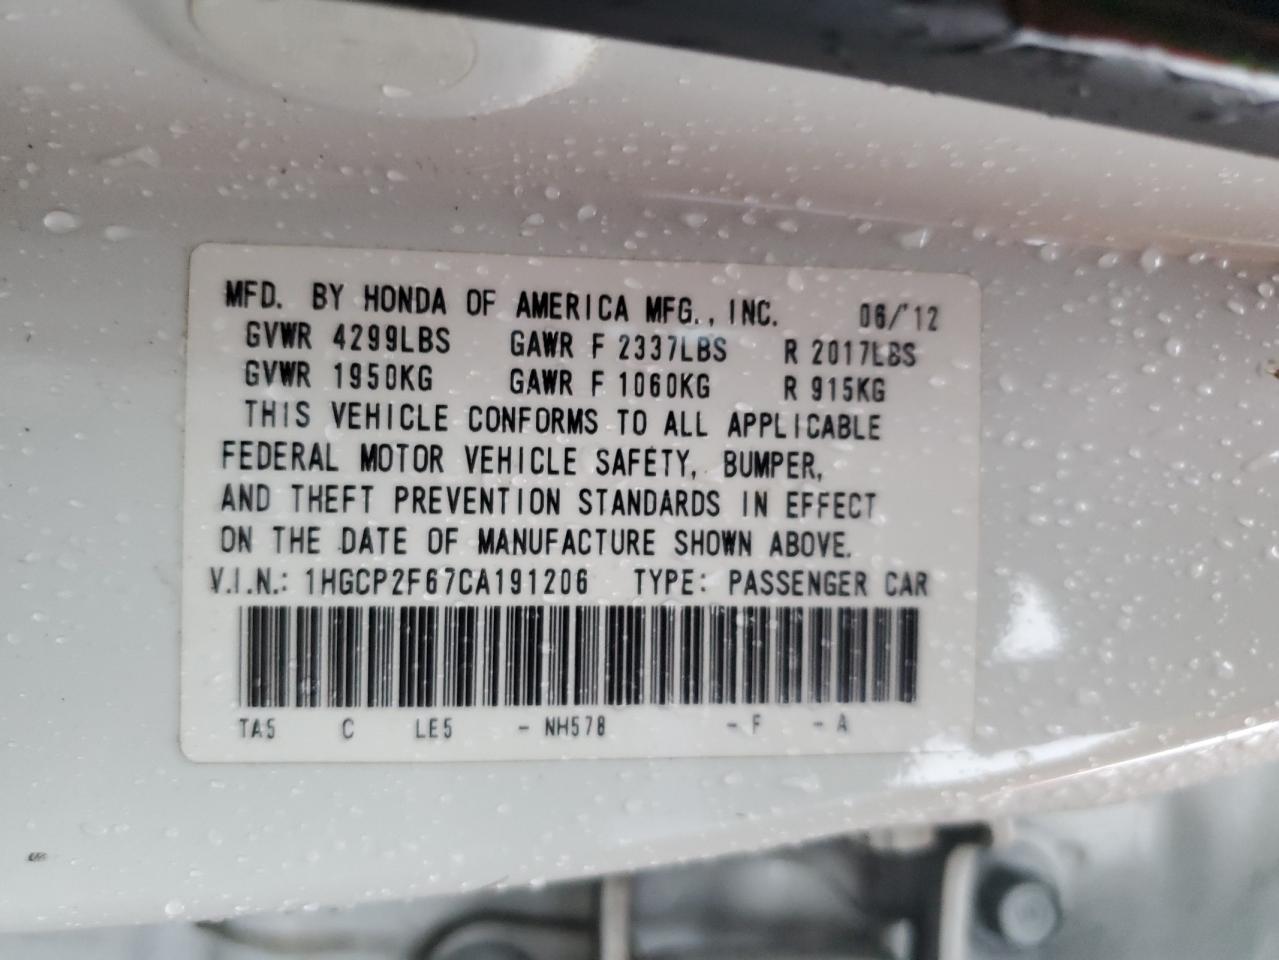 MFD. BY HONDA OF AMERICA MFG., INC. 06/'12
GVWR 4299LBS GAWR F 2337LBS R 2017LBS
GVWR 1950KG GAWR F 1060KG R 915KG
THIS VEHICLE CONFORMS TO ALL APPLICABLE
FEDERAL MOTOR VEHICLE SAFETY, BUMPER,
AND THEFT PREVENTION STANDARDS IN EFFECT
ON THE DATE OF MANUFACTURE SHOWN ABOVE.
V.I.N.: 1HGCP2F67CA191206 TYPE: PASSENGER CAR
TA5 C LE5 - NH578 - F - A